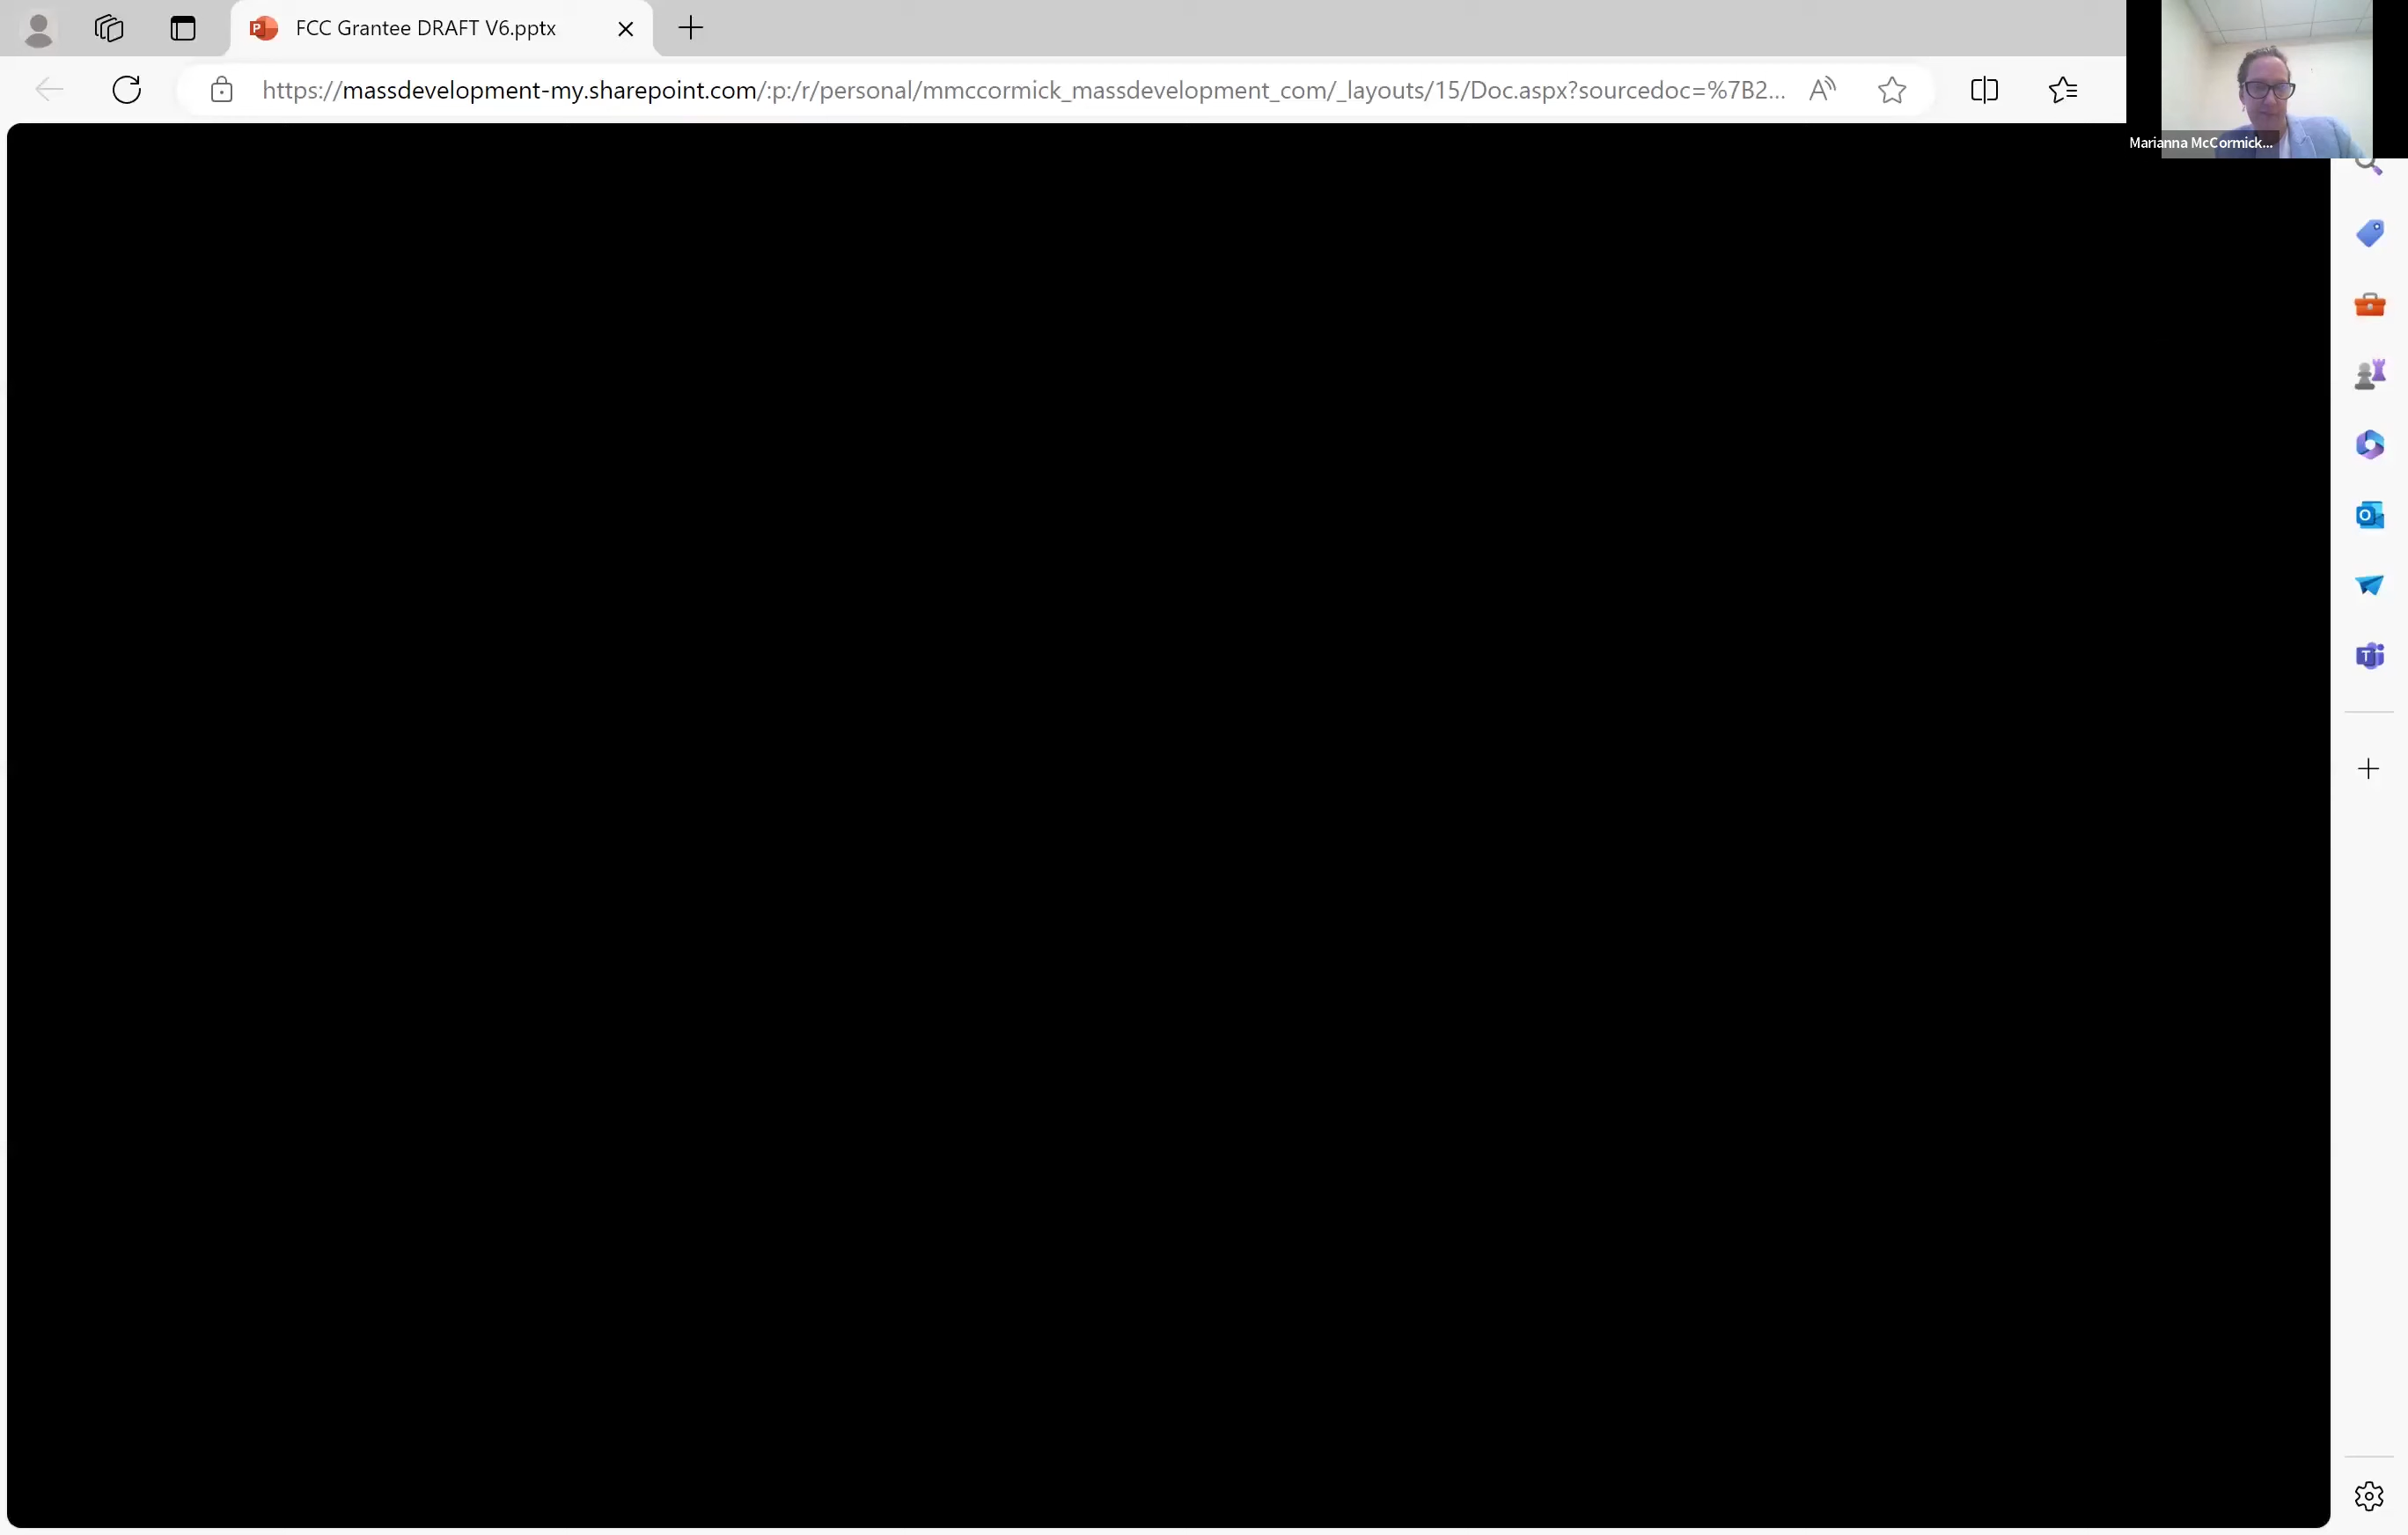 FCC Grantee DRAFT V6.pptx
https://massdevelopment-my.sharepoint.com/:p:/r/personal/mmccormick_massdevelopment_com/_layouts/15/Doc.aspx?sourcedoc=%7B2...
Marianna McCormick...